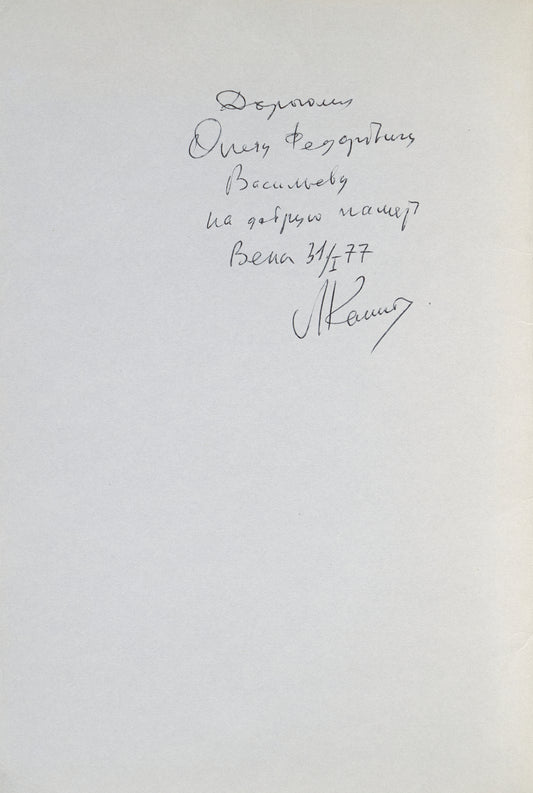 Дорогому
Олегу Федоровичу
Васильеву
на добрую память
Вена 31/I 77